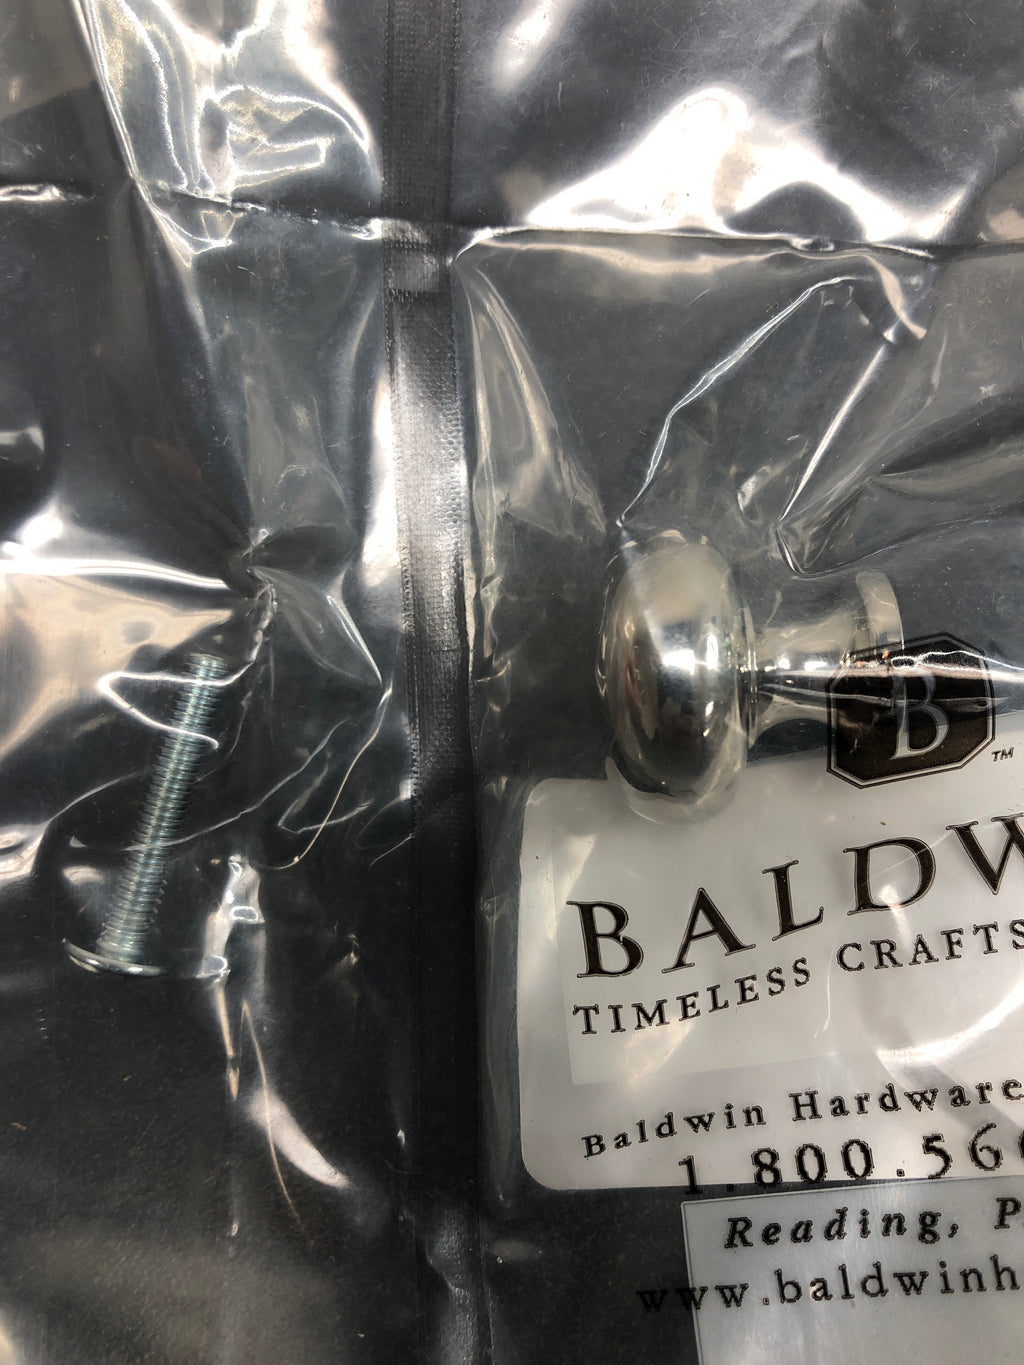 B
TM
BALDW
TIMELESS CRAFTS
Baldwin Hardware
1.800.56
Reading, P
www.baldwinh